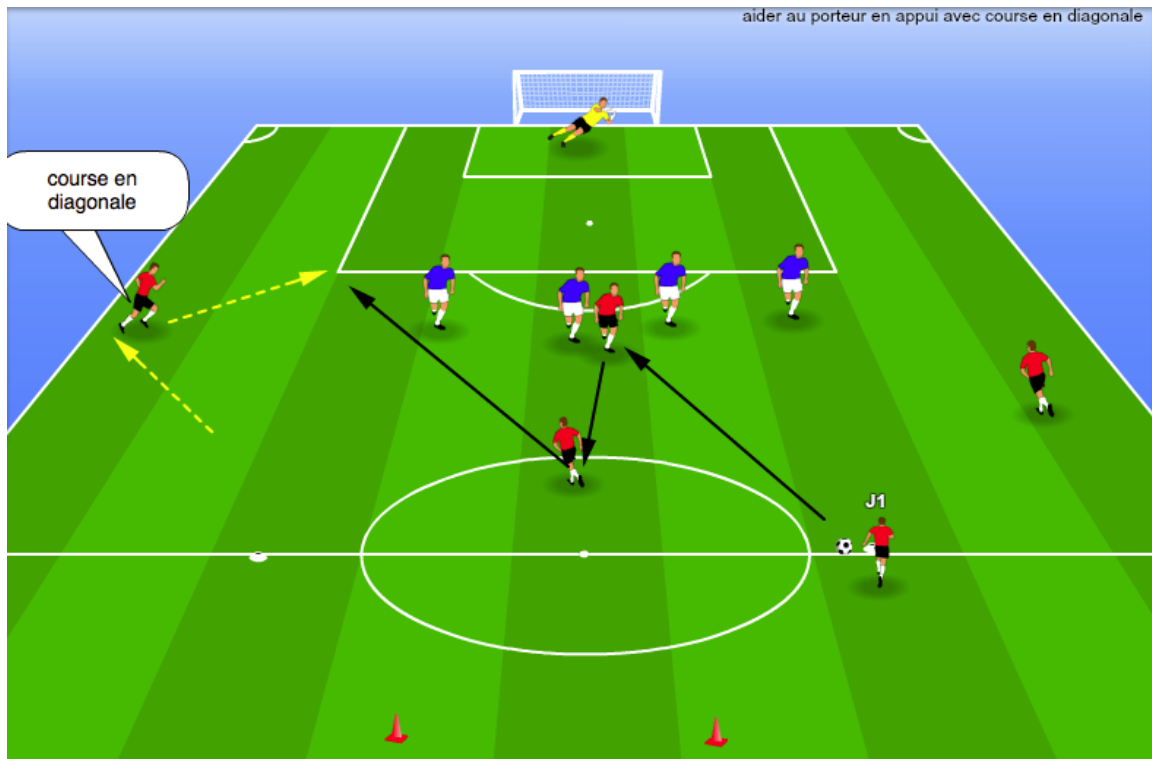 aider au porteur en appui avec course en diagonale
course en
diagonale
J1